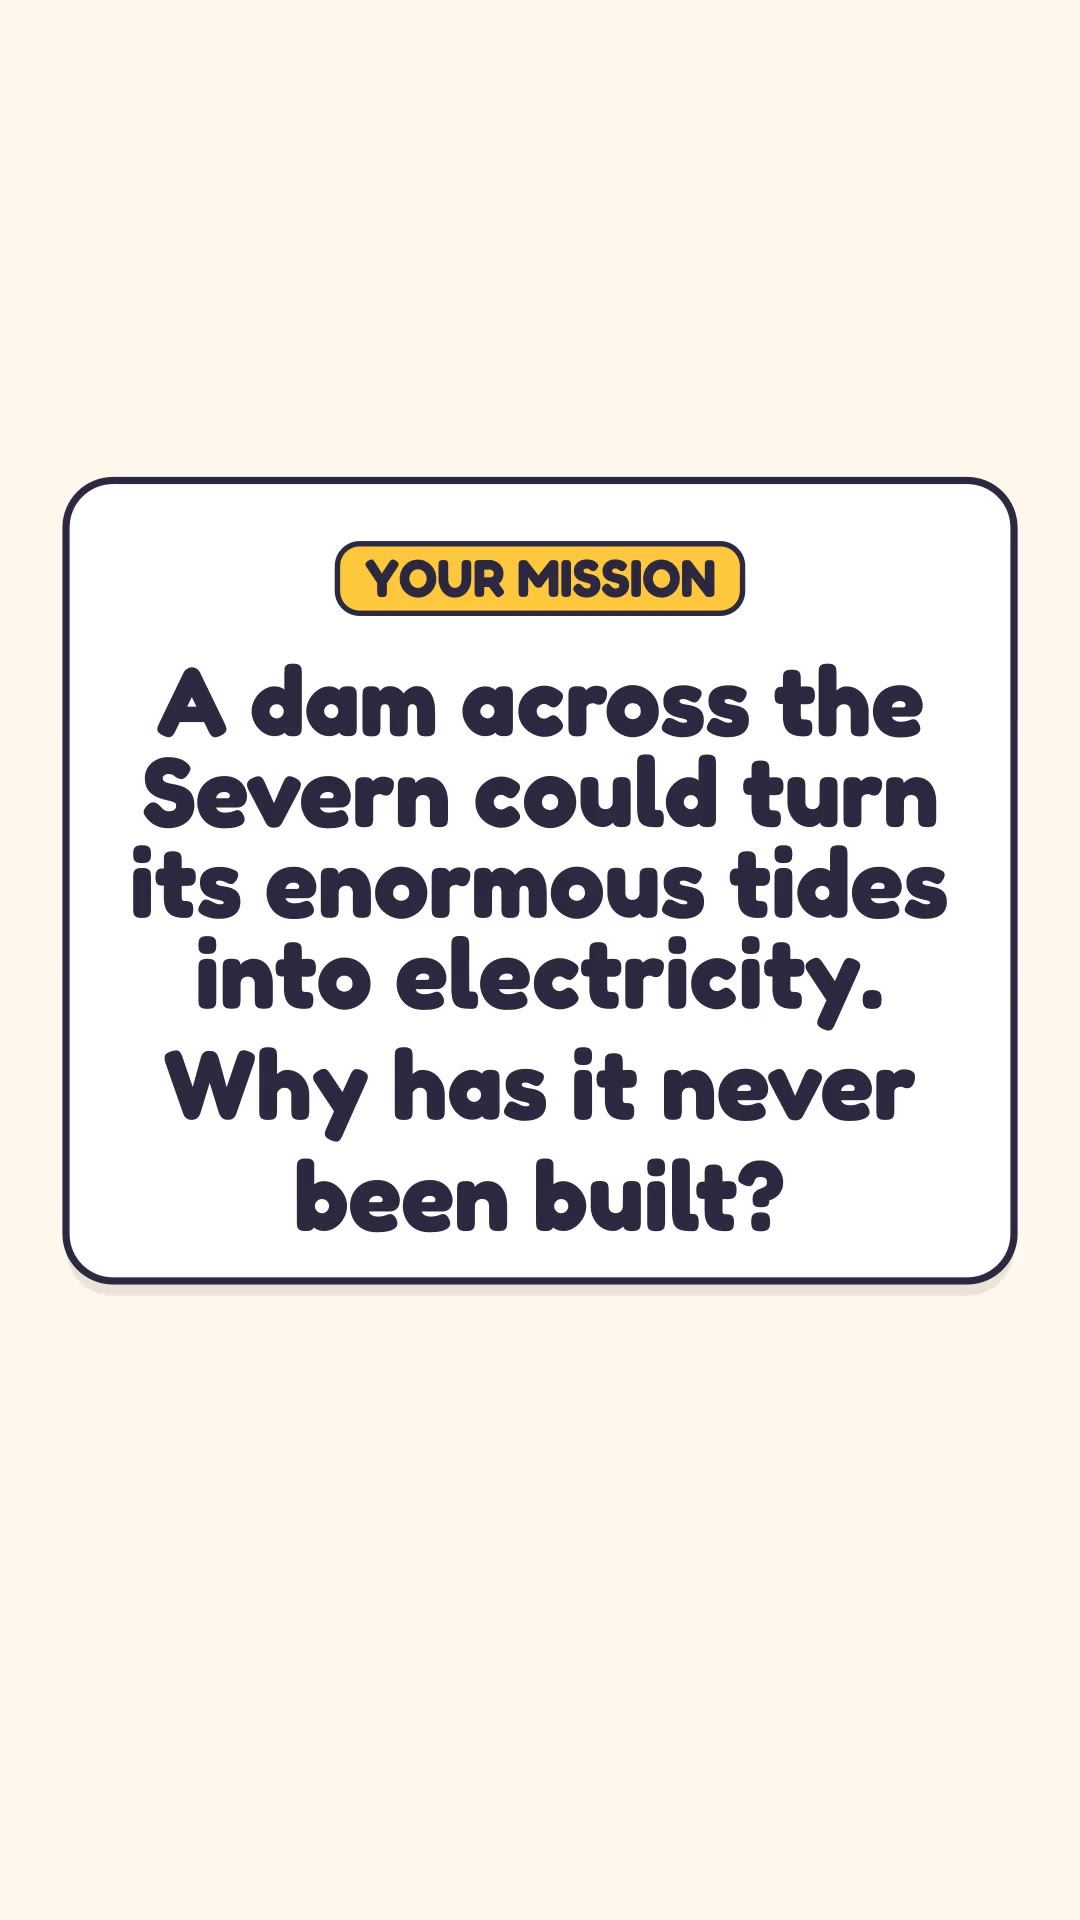 YOUR MISSION
A dam across the
Severn could turn
its enormous tides
into electricity.
Why has it never
been built?